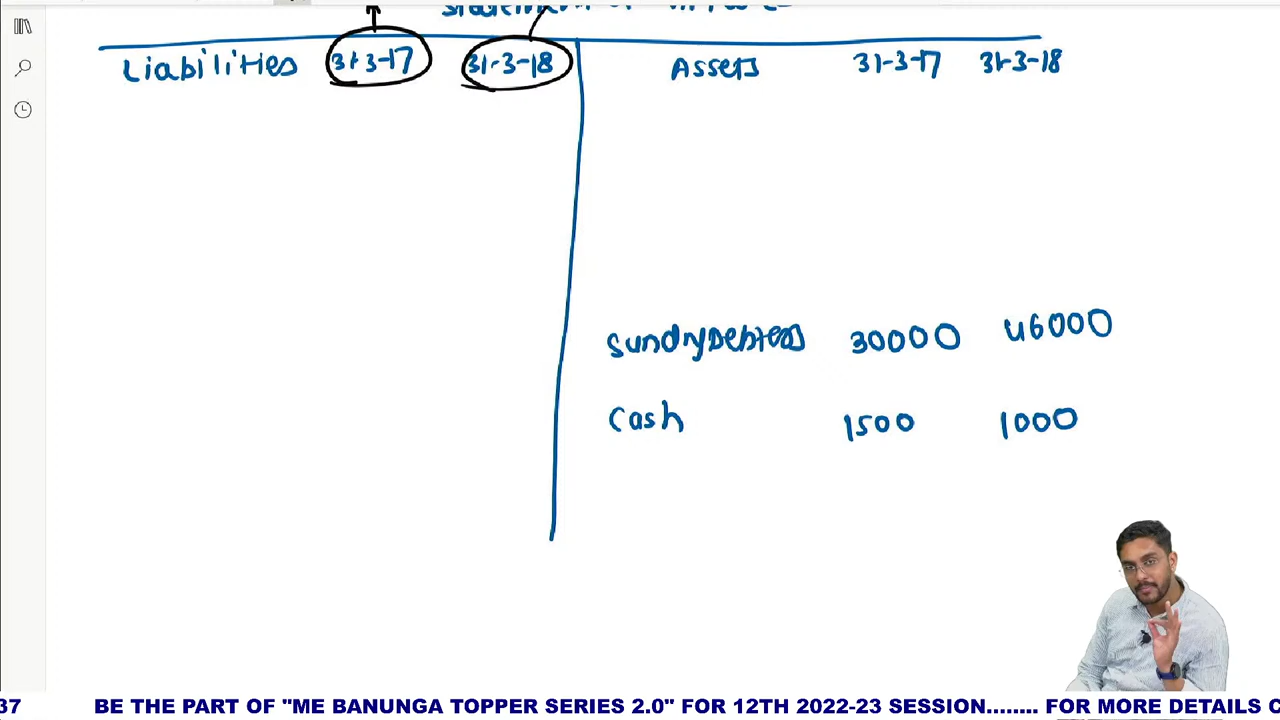 Statement of
Liabilities 31-3-17 31-3-18 Assets 31-3-17 31-3-18
Sundry Debtors 30000 46000
Cash 1500 1000
37 BE THE PART OF "ME BANUNGA TOPPER SERIES 2.0" FOR 12TH 2022-23 SESSION........ FOR MORE DETAILS C